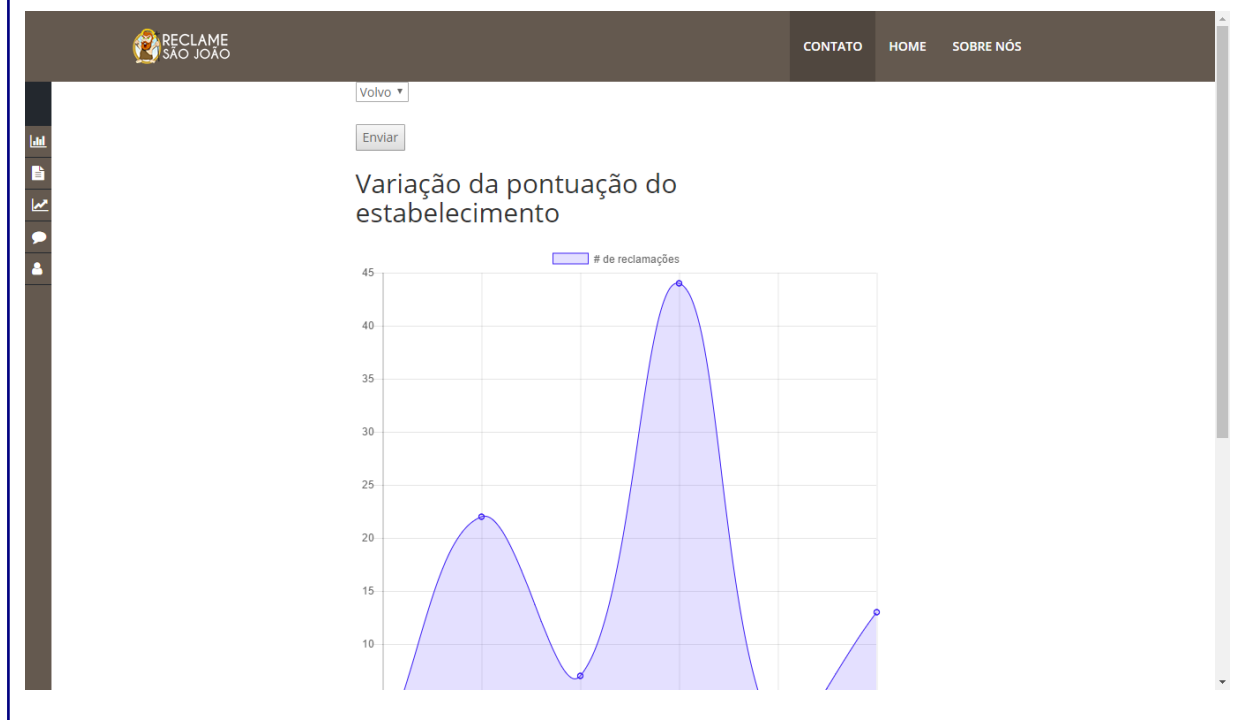 RECLAME
SÃO JOÃO
CONTATO HOME SOBRE NÓS
Volvo
Enviar
Variação da pontuação do
estabelecimento
# de reclamações
45
40
35
30
25
20
15
10